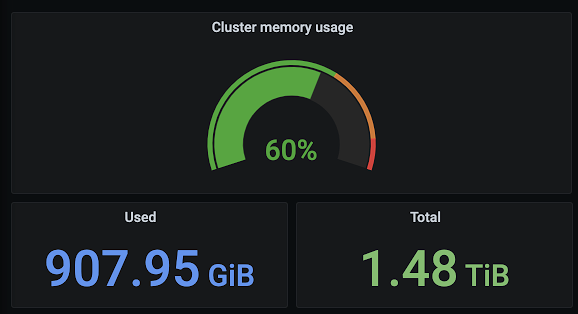 Cluster memory usage
60%
Used
Total
907.95 GiB
1.48 TiB